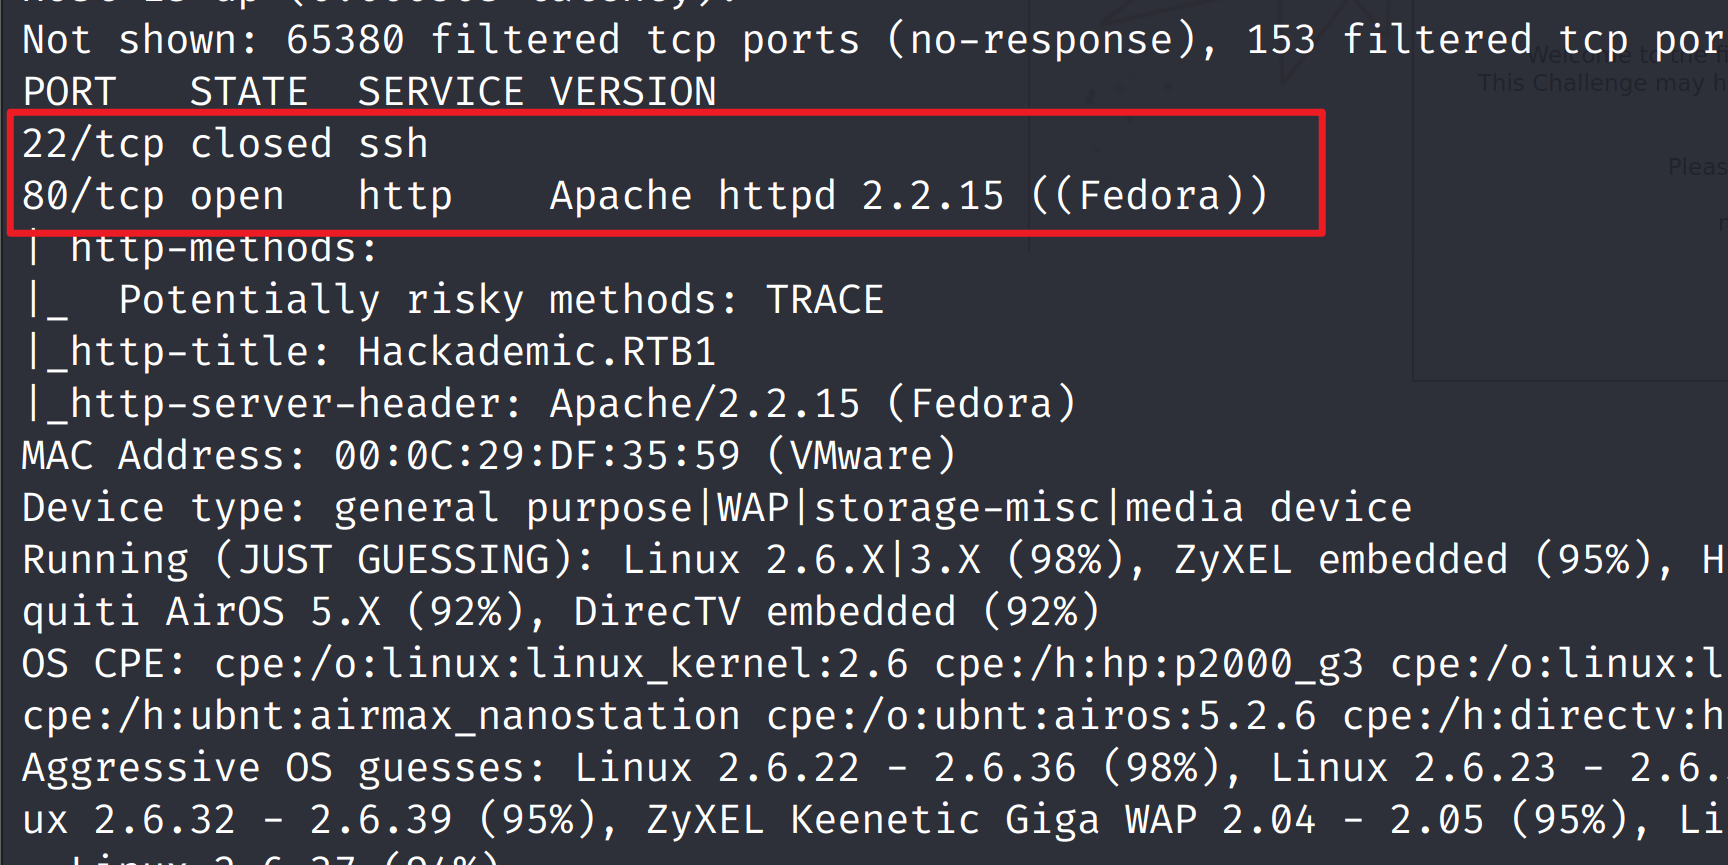 Not shown: 65380 filtered tcp ports (no-response), 153 filtered tcp por
PORT   STATE  SERVICE VERSION
22/tcp closed ssh
80/tcp open   http    Apache httpd 2.2.15 ((Fedora))
| http-methods:
|_  Potentially risky methods: TRACE
|_http-title: Hackademic.RTB1
|_http-server-header: Apache/2.2.15 (Fedora)
MAC Address: 00:0C:29:DF:35:59 (VMware)
Device type: general purpose|WAP|storage-misc|media device
Running (JUST GUESSING): Linux 2.6.X|3.X (98%), ZyXEL embedded (95%), H
quiti AirOS 5.X (92%), DirecTV embedded (92%)
OS CPE: cpe:/o:linux:linux_kernel:2.6 cpe:/h:hp:p2000_g3 cpe:/o:linux:l
cpe:/h:ubnt:airmax_nanostation cpe:/o:ubnt:airos:5.2.6 cpe:/h:directv:h
Aggressive OS guesses: Linux 2.6.22 - 2.6.36 (98%), Linux 2.6.23 - 2.6.
ux 2.6.32 - 2.6.39 (95%), ZyXEL Keenetic Giga WAP 2.04 - 2.05 (95%), Li
Welcome to the
This Challenge may h
Pleas